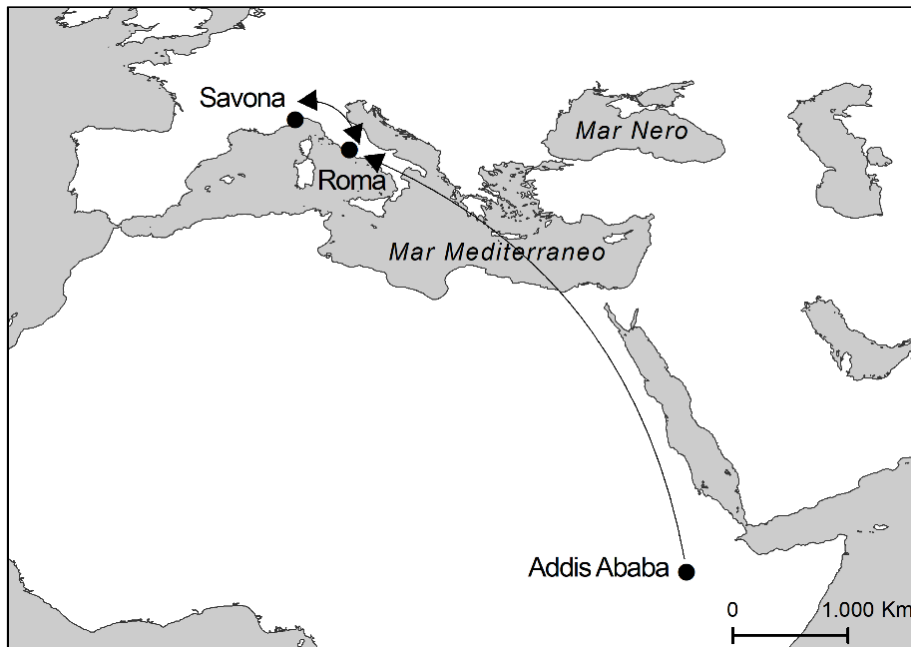 Savona
Mar Nero
Roma
Mar Mediterraneo
Addis Ababa
0 1.000 Km